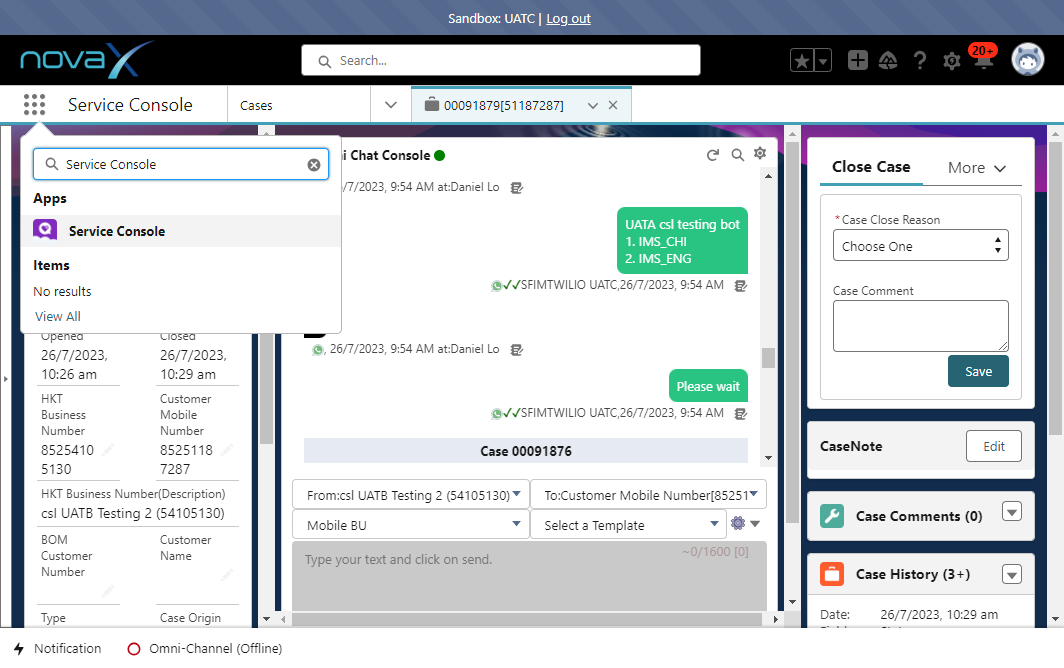 Sandbox: UATC | Log out
novaX
Search...
20+
Service Console
Cases
00091879[51187287]
Service Console
Apps
Service Console
Items
No results
View All
Opened
Closed
26/7/2023,
10:26 am
26/7/2023,
10:29 am
HKT
Business
Number
Customer
Mobile
Number
8525410
5130
8525118
7287
HKT Business Number(Description)
csl UATB Testing 2 (54105130)
BOM
Customer
Number
Customer
Name
Type
Case Origin
i Chat Console
/7/2023, 9:54 AM at:Daniel Lo
UATA csl testing bot
1. IMS_CHI
2. IMS_ENG
SFIMTWILIO UATC,26/7/2023, 9:54 AM
, 26/7/2023, 9:54 AM at:Daniel Lo
Please wait
SFIMTWILIO UATC,26/7/2023, 9:54 AM
Case 00091876
From:csl UATB Testing 2 (54105130)
To:Customer Mobile Number[85251
Mobile BU
Select a Template
Type your text and click on send.
~0/1600 [0]
Close Case
More
*Case Close Reason
Choose One
Case Comment
Save
CaseNote
Edit
Case Comments (0)
Case History (3+)
Date:
26/7/2023, 10:29 am
Notification
Omni-Channel (Offline)